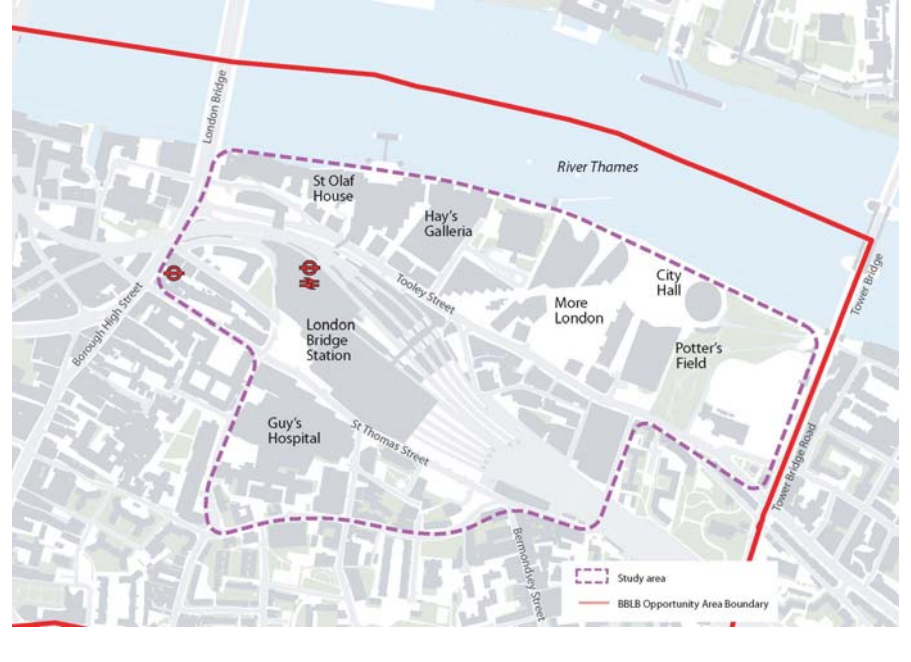 London Bridge
River Thames
St Olaf
House
Hay's
Galleria
City
Hall
Tower Bridge
Tooley Street
More
London
Borough High Street
London
Bridge
Station
Potter's
Field
Guy's
Hospital
St Thomas Street
Tower Bridge Road
Bermondsey Street
Study area
BBLB Opportunity Area Boundary